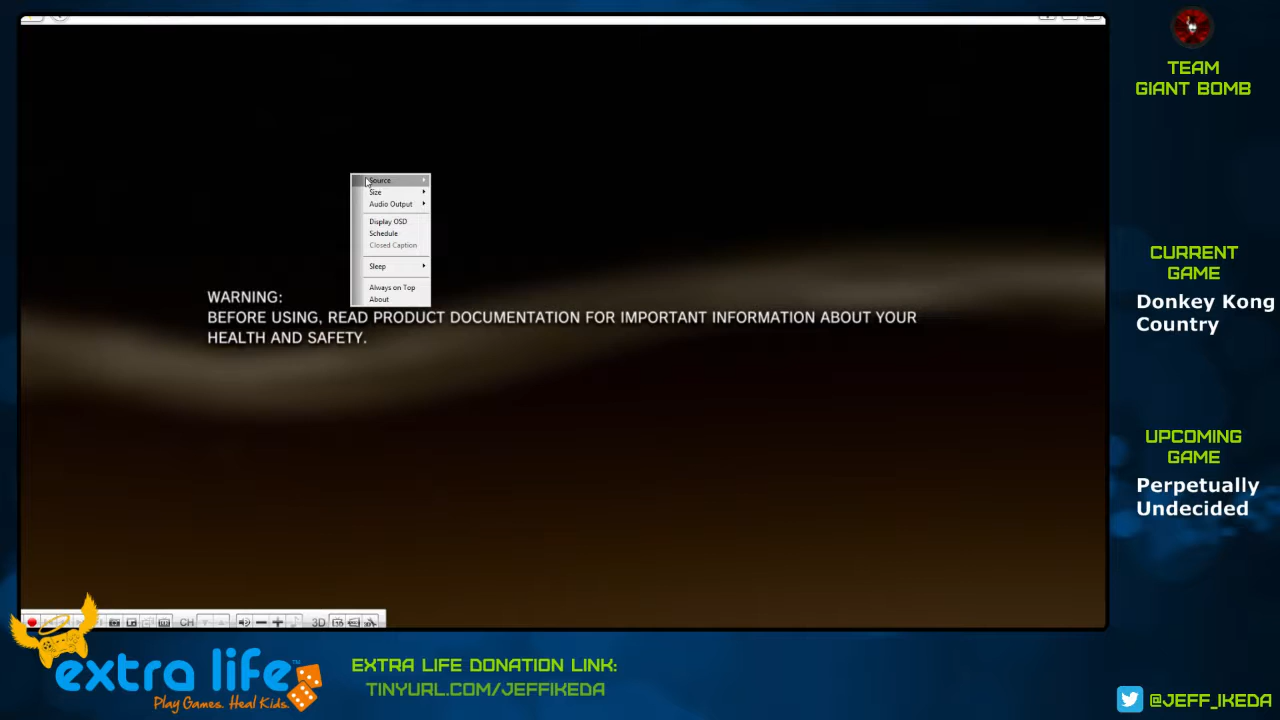 TEAM
GIANT BOMB
Source
Size
Audio Output
Display OSD
Schedule
Closed Caption
Sleep
Always on Top
About
WARNING:
BEFORE USING, READ PRODUCT DOCUMENTATION FOR IMPORTANT INFORMATION ABOUT YOUR
HEALTH AND SAFETY.
CURRENT
GAME
Donkey Kong
Country
UPCOMING
GAME
Perpetually
Undecided
CH
3D
extra life
Play Games. Heal Kids.
EXTRA LIFE DONATION LINK:
TINYURL.COM/JEFFIKEDA
@JEFF_IKEDA